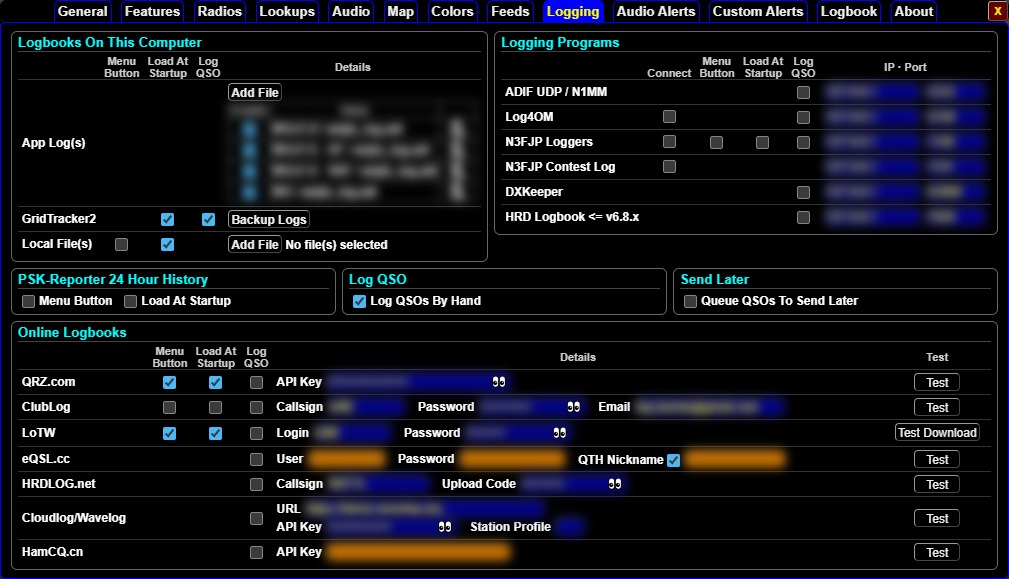 General Features Radios Lookups Audio Map Colors Feeds Logging Audio Alerts Custom Alerts Logbook About X
Logbooks On This Computer
Menu Button Load At Startup Log QSO Details
App Log(s) Add File
GridTracker2 Backup Logs
Local File(s) Add File No file(s) selected
Logging Programs
Connect Menu Button Load At Startup Log QSO IP · Port
ADIF UDP / N1MM
Log4OM
N3FJP Loggers
N3FJP Contest Log
DXKeeper
HRD Logbook <= v6.8.x
PSK-Reporter 24 Hour History
Menu Button Load At Startup
Log QSO
Log QSOs By Hand
Send Later
Queue QSOs To Send Later
Online Logbooks
Menu Button Load At Startup Log QSO Details Test
QRZ.com API Key Test
ClubLog Callsign Password Email Test
LoTW Login Password Test Download
eQSL.cc User Password QTH Nickname Test
HRDLOG.net Callsign Upload Code Test
Cloudlog/Wavelog URL
API Key Station Profile Test
HamCQ.cn API Key Test